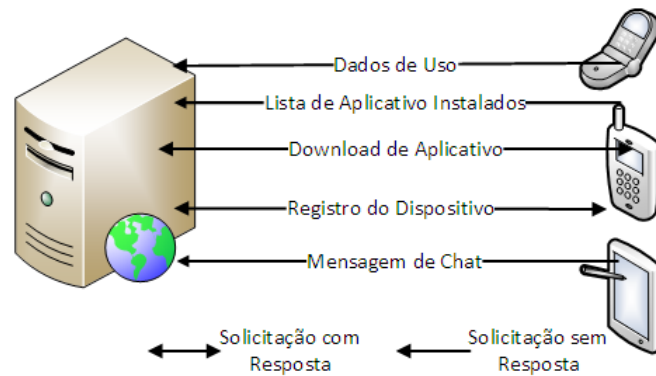 Dados de Uso
Lista de Aplicativo Instalados
Download de Aplicativo
Registro do Dispositivo
Mensagem de Chat
Solicitação com
Resposta
Solicitação sem
Resposta